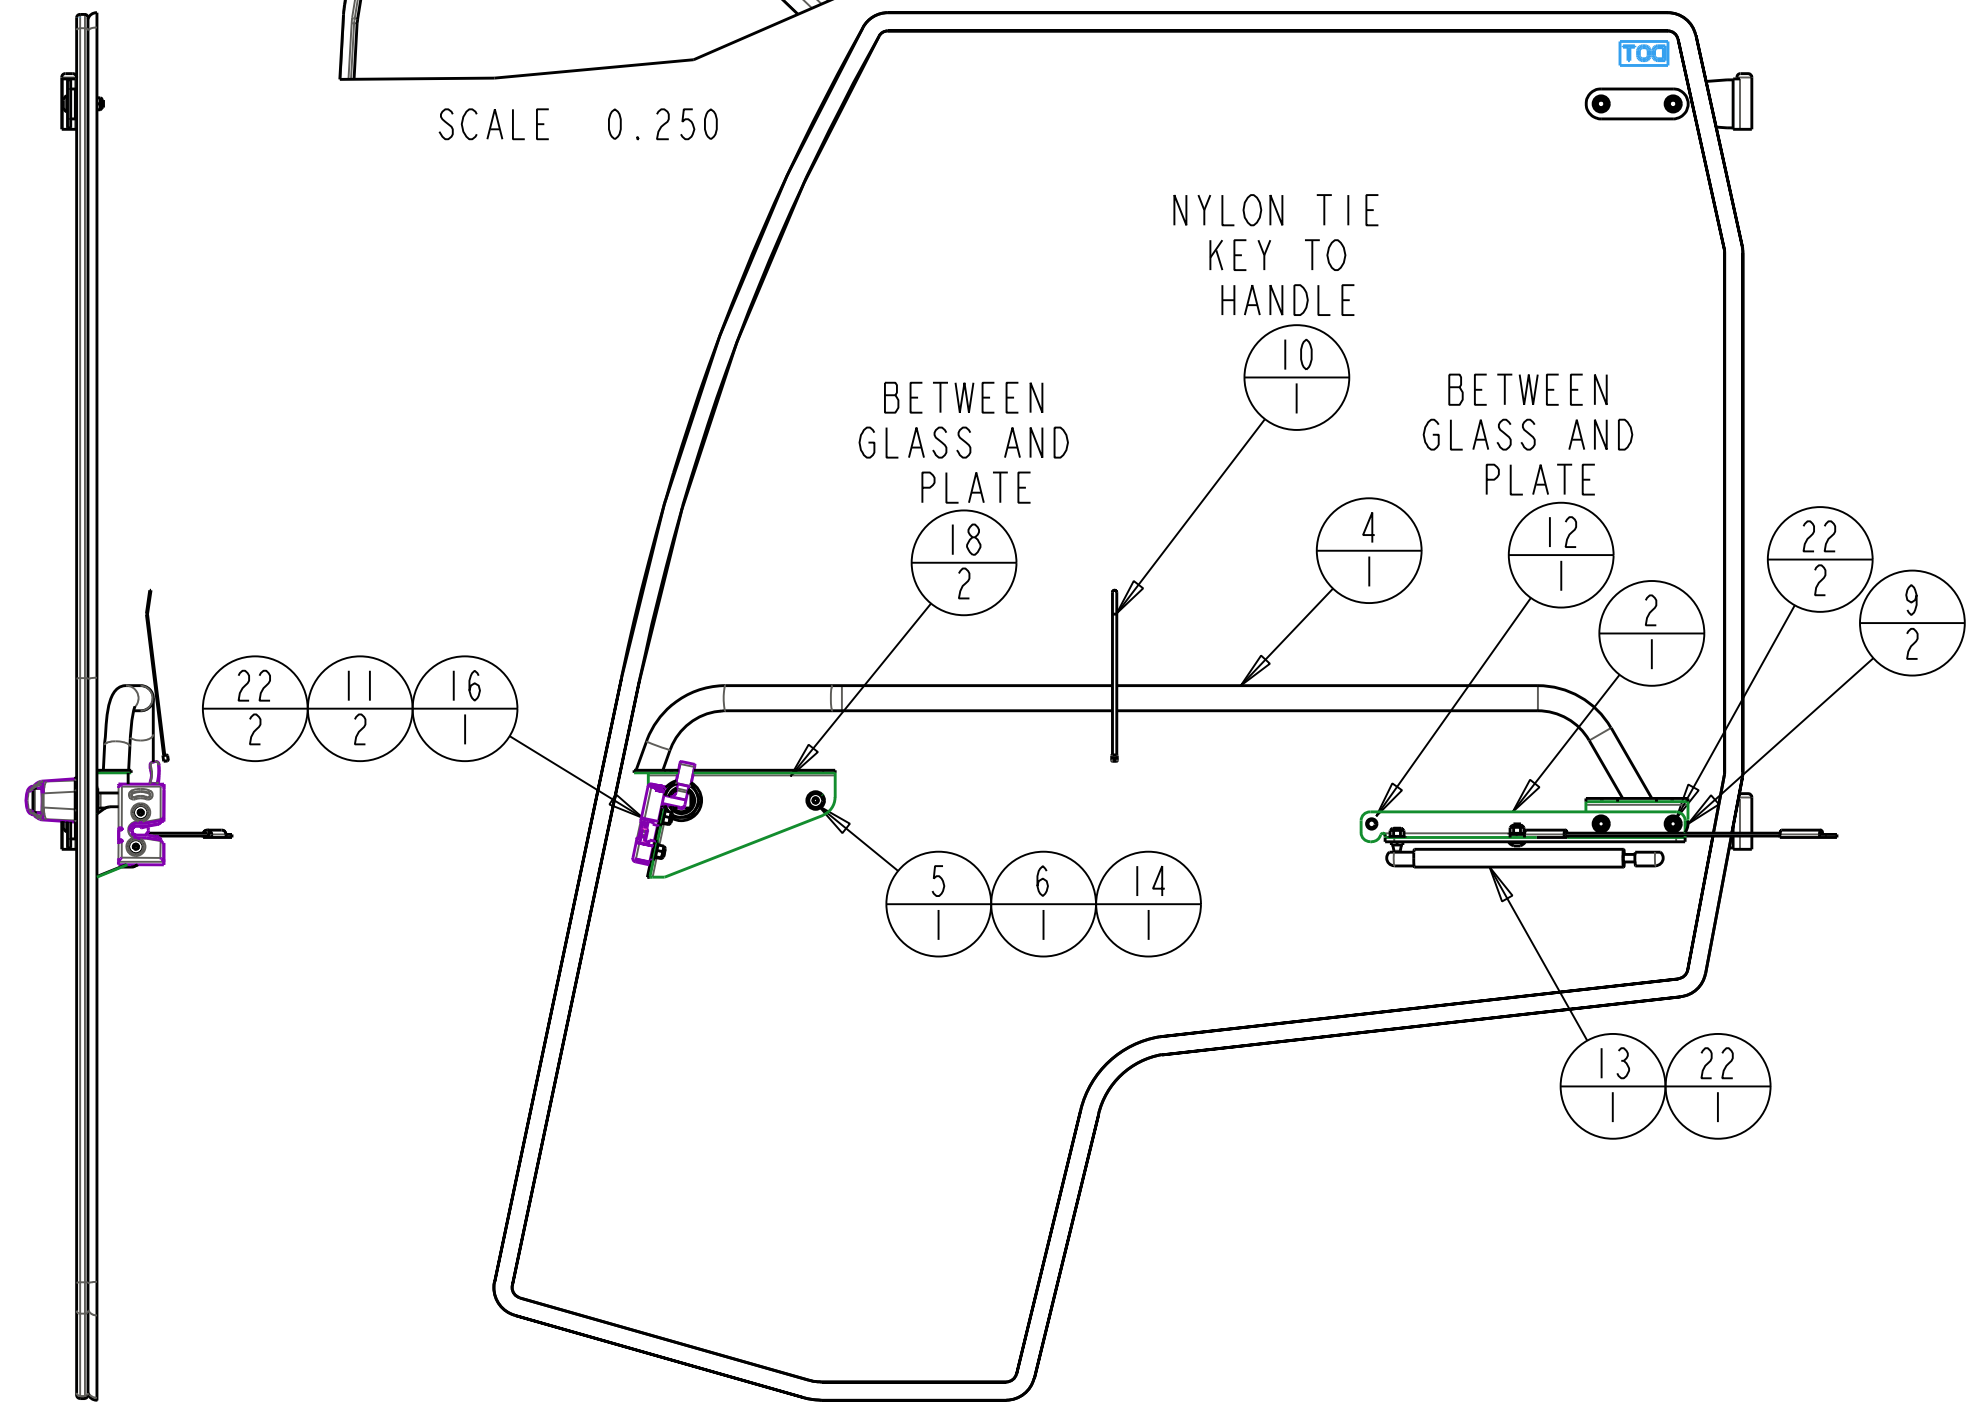 DOT
SCALE 0.250
NYLON TIE
KEY TO
HANDLE
10
1
BETWEEN
GLASS AND
PLATE
18
2
BETWEEN
GLASS AND
PLATE
12
1
4
1
22
2
9
2
2
1
22 11 16
2 2 1
5 6 14
1 1 1
13 22
1 1